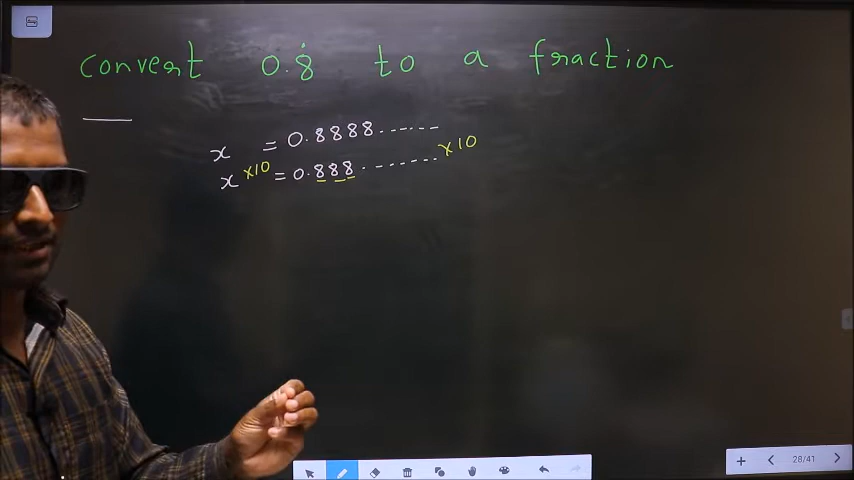 convert 0.8̇ to a fraction
x = 0.8888.......
x ×10 = 0.888........ ×10
28/41